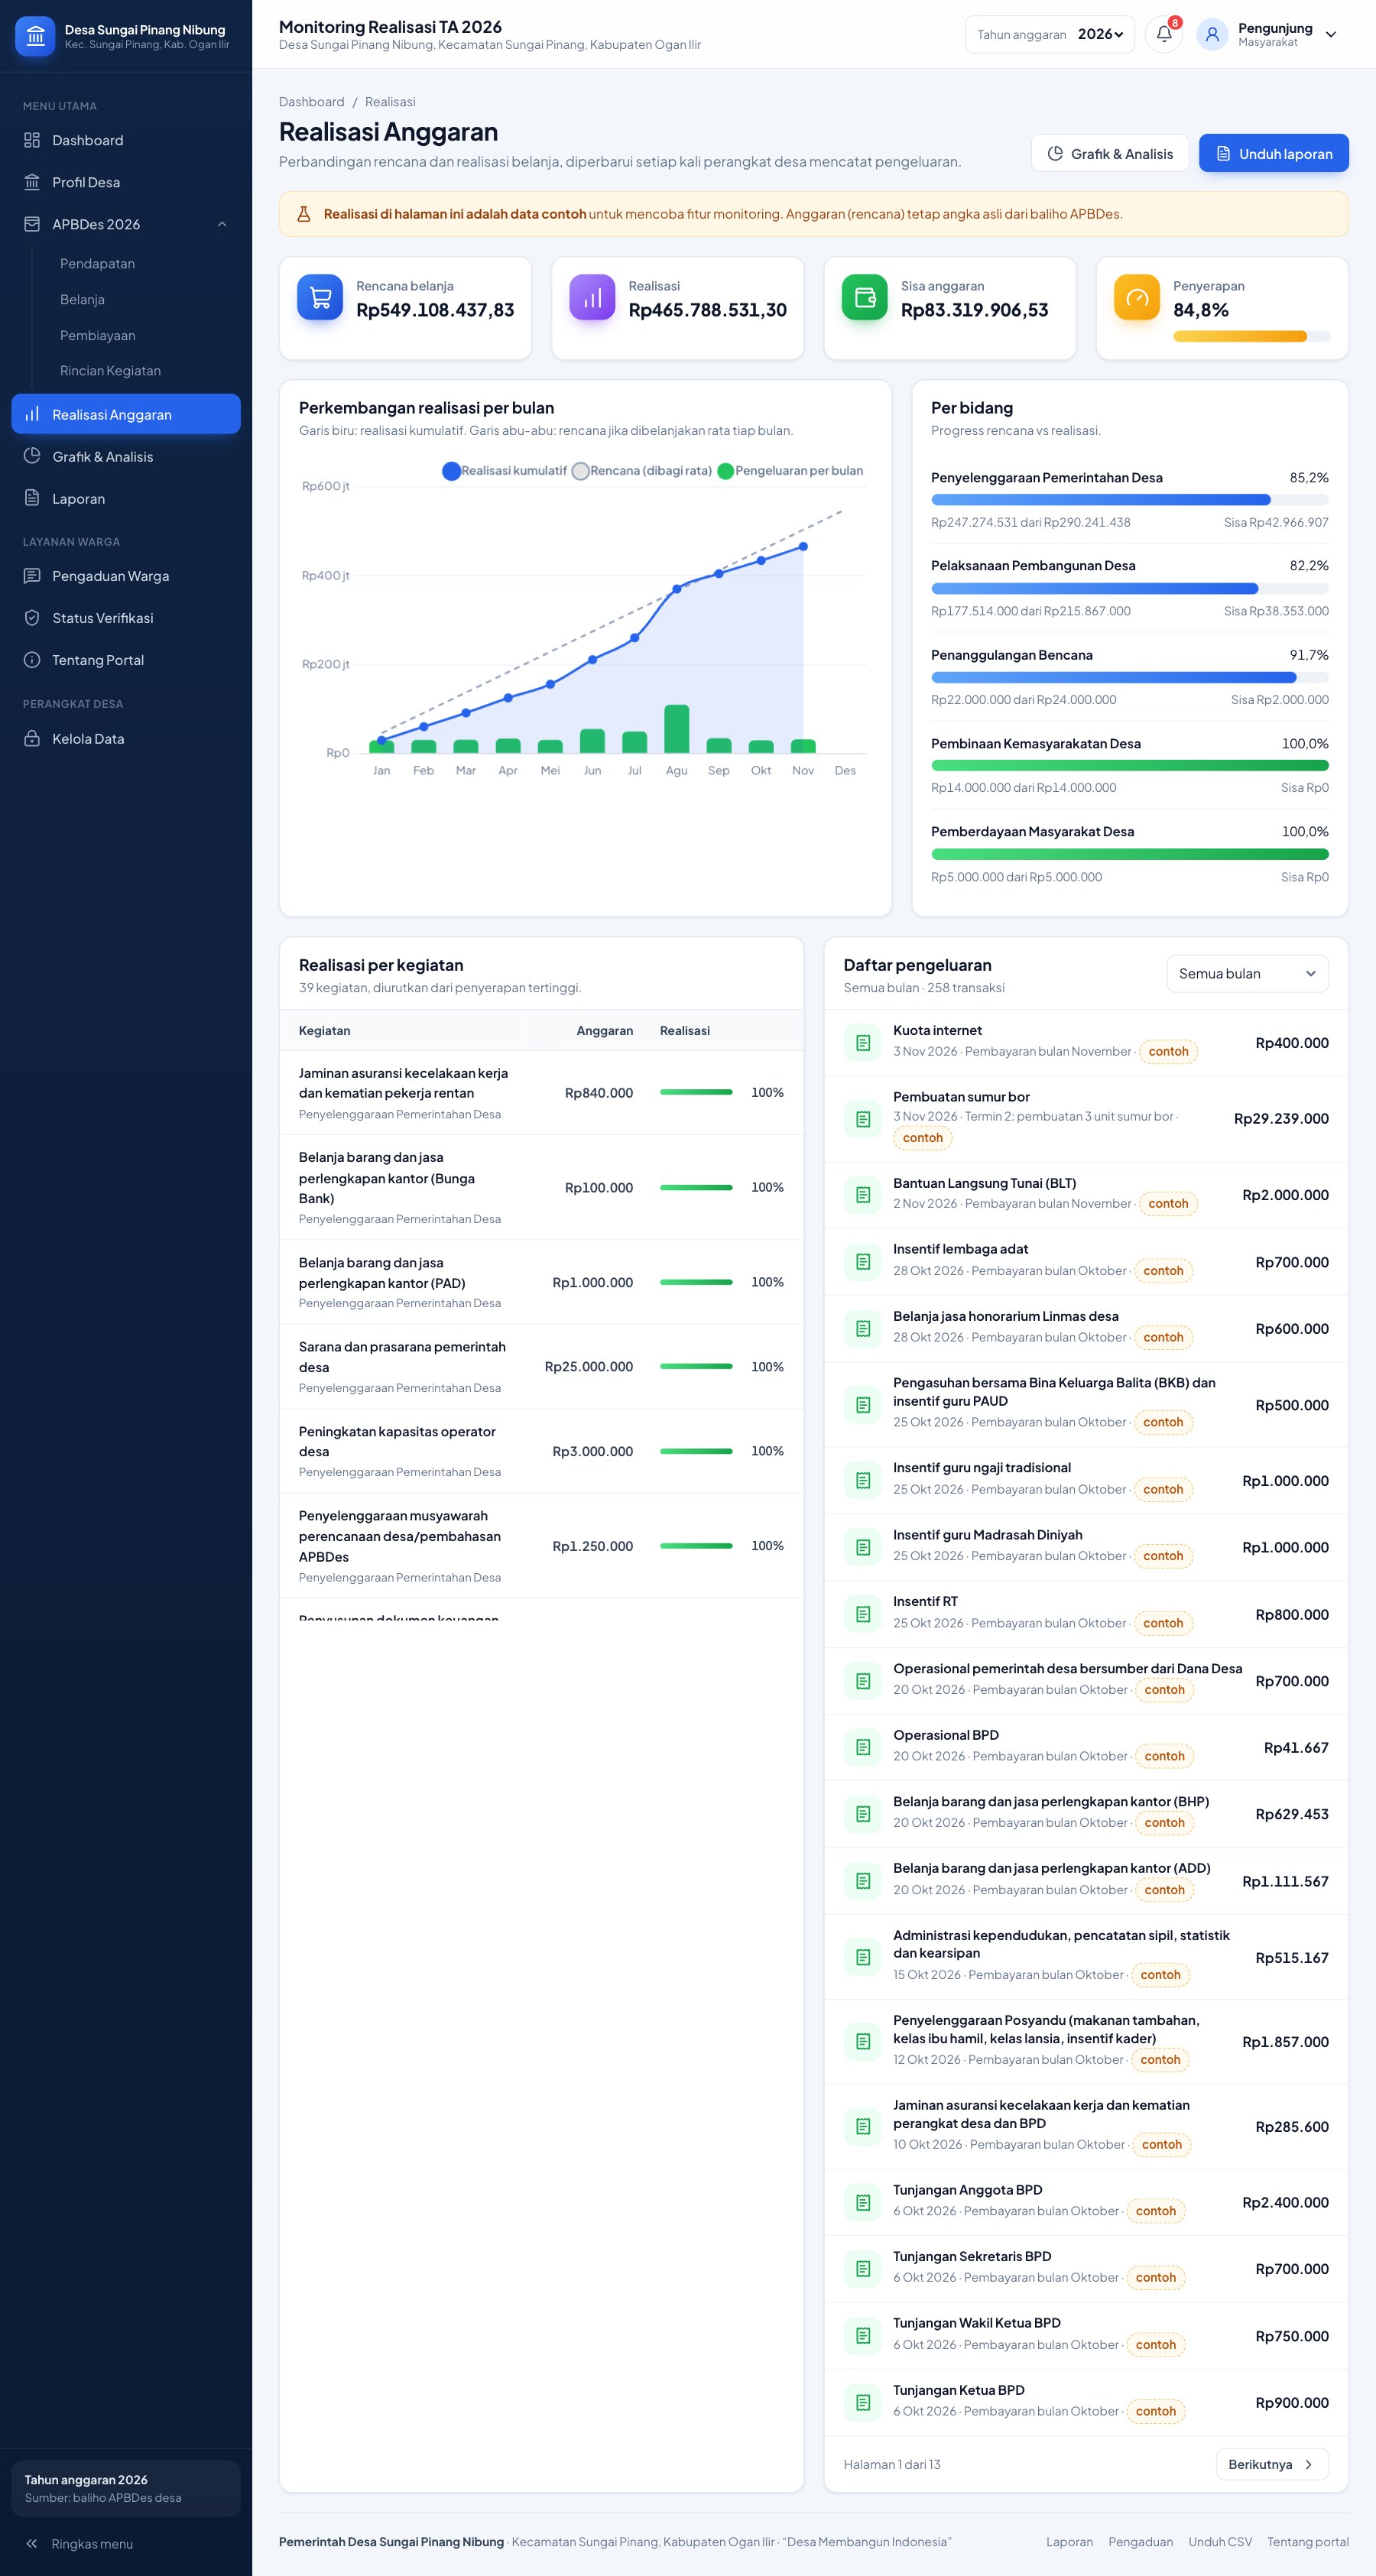 Desa Sungai Pinang Nibung
Kec. Sungai Pinang, Kab. Ogan Ilir
MENU UTAMA
Dashboard
Profil Desa
APBDes 2026
Pendapatan
Belanja
Pembiayaan
Rincian Kegiatan
Realisasi Anggaran
Grafik & Analisis
Laporan
LAYANAN WARGA
Pengaduan Warga
Status Verifikasi
Tentang Portal
PERANGKAT DESA
Kelola Data
Tahun anggaran 2026
Sumber: baliho APBDes desa
Ringkas menu
Monitoring Realisasi TA 2026
Desa Sungai Pinang Nibung, Kecamatan Sungai Pinang, Kabupaten Ogan Ilir
Tahun anggaran 2026
8
Pengunjung
Masyarakat
Dashboard / Realisasi
Realisasi Anggaran
Perbandingan rencana dan realisasi belanja, diperbarui setiap kali perangkat desa mencatat pengeluaran.
Grafik & Analisis
Unduh laporan
Realisasi di halaman ini adalah data contoh untuk mencoba fitur monitoring. Anggaran (rencana) tetap angka asli dari baliho APBDes.
Rencana belanja
Rp549.108.437,83
Realisasi
Rp465.788.531,30
Sisa anggaran
Rp83.319.906,53
Penyerapan
84,8%
Perkembangan realisasi per bulan
Garis biru: realisasi kumulatif. Garis abu-abu: rencana jika dibelanjakan rata tiap bulan.
Realisasi kumulatif Rencana (dibagi rata) Pengeluaran per bulan
Rp600 jt
Rp400 jt
Rp200 jt
Rp0
Jan Feb Mar Apr Mei Jun Jul Agu Sep Okt Nov Des
Per bidang
Progress rencana vs realisasi.
Penyelenggaraan Pemerintahan Desa 85,2%
Rp247.274.531 dari Rp290.241.438 Sisa Rp42.966.907
Pelaksanaan Pembangunan Desa 82,2%
Rp177.514.000 dari Rp215.867.000 Sisa Rp38.353.000
Penanggulangan Bencana 91,7%
Rp22.000.000 dari Rp24.000.000 Sisa Rp2.000.000
Pembinaan Kemasyarakatan Desa 100,0%
Rp14.000.000 dari Rp14.000.000 Sisa Rp0
Pemberdayaan Masyarakat Desa 100,0%
Rp5.000.000 dari Rp5.000.000 Sisa Rp0
Realisasi per kegiatan
39 kegiatan, diurutkan dari penyerapan tertinggi.
Kegiatan Anggaran Realisasi
Jaminan asuransi kecelakaan kerja
dan kematian pekerja rentan
Penyelenggaraan Pemerintahan Desa
Rp840.000 100%
Belanja barang dan jasa
perlengkapan kantor (Bunga
Bank)
Penyelenggaraan Pemerintahan Desa
Rp100.000 100%
Belanja barang dan jasa
perlengkapan kantor (PAD)
Penyelenggaraan Pemerintahan Desa
Rp1.000.000 100%
Sarana dan prasarana pemerintah
desa
Penyelenggaraan Pemerintahan Desa
Rp25.000.000 100%
Peningkatan kapasitas operator
desa
Penyelenggaraan Pemerintahan Desa
Rp3.000.000 100%
Penyelenggaraan musyawarah
perencanaan desa/pembahasan
APBDes
Penyelenggaraan Pemerintahan Desa
Rp1.250.000 100%
Penyusunan dokumen keuangan
Daftar pengeluaran
Semua bulan · 258 transaksi
Semua bulan
Kuota internet
3 Nov 2026 · Pembayaran bulan November · contoh
Rp400.000
Pembuatan sumur bor
3 Nov 2026 · Termin 2: pembuatan 3 unit sumur bor ·
contoh
Rp29.239.000
Bantuan Langsung Tunai (BLT)
2 Nov 2026 · Pembayaran bulan November · contoh
Rp2.000.000
Insentif lembaga adat
28 Okt 2026 · Pembayaran bulan Oktober · contoh
Rp700.000
Belanja jasa honorarium Linmas desa
28 Okt 2026 · Pembayaran bulan Oktober · contoh
Rp600.000
Pengasuhan bersama Bina Keluarga Balita (BKB) dan
insentif guru PAUD
25 Okt 2026 · Pembayaran bulan Oktober · contoh
Rp500.000
Insentif guru ngaji tradisional
25 Okt 2026 · Pembayaran bulan Oktober · contoh
Rp1.000.000
Insentif guru Madrasah Diniyah
25 Okt 2026 · Pembayaran bulan Oktober · contoh
Rp1.000.000
Insentif RT
25 Okt 2026 · Pembayaran bulan Oktober · contoh
Rp800.000
Operasional pemerintah desa bersumber dari Dana Desa
20 Okt 2026 · Pembayaran bulan Oktober · contoh
Rp700.000
Operasional BPD
20 Okt 2026 · Pembayaran bulan Oktober · contoh
Rp41.667
Belanja barang dan jasa perlengkapan kantor (BHP)
20 Okt 2026 · Pembayaran bulan Oktober · contoh
Rp629.453
Belanja barang dan jasa perlengkapan kantor (ADD)
20 Okt 2026 · Pembayaran bulan Oktober · contoh
Rp1.111.567
Administrasi kependudukan, pencatatan sipil, statistik
dan kearsipan
15 Okt 2026 · Pembayaran bulan Oktober · contoh
Rp515.167
Penyelenggaraan Posyandu (makanan tambahan,
kelas ibu hamil, kelas lansia, insentif kader)
12 Okt 2026 · Pembayaran bulan Oktober · contoh
Rp1.857.000
Jaminan asuransi kecelakaan kerja dan kematian
perangkat desa dan BPD
10 Okt 2026 · Pembayaran bulan Oktober · contoh
Rp285.600
Tunjangan Anggota BPD
6 Okt 2026 · Pembayaran bulan Oktober · contoh
Rp2.400.000
Tunjangan Sekretaris BPD
6 Okt 2026 · Pembayaran bulan Oktober · contoh
Rp700.000
Tunjangan Wakil Ketua BPD
6 Okt 2026 · Pembayaran bulan Oktober · contoh
Rp750.000
Tunjangan Ketua BPD
6 Okt 2026 · Pembayaran bulan Oktober · contoh
Rp900.000
Halaman 1 dari 13
Berikutnya
Pemerintah Desa Sungai Pinang Nibung · Kecamatan Sungai Pinang, Kabupaten Ogan Ilir · "Desa Membangun Indonesia"
Laporan Pengaduan Unduh CSV Tentang portal